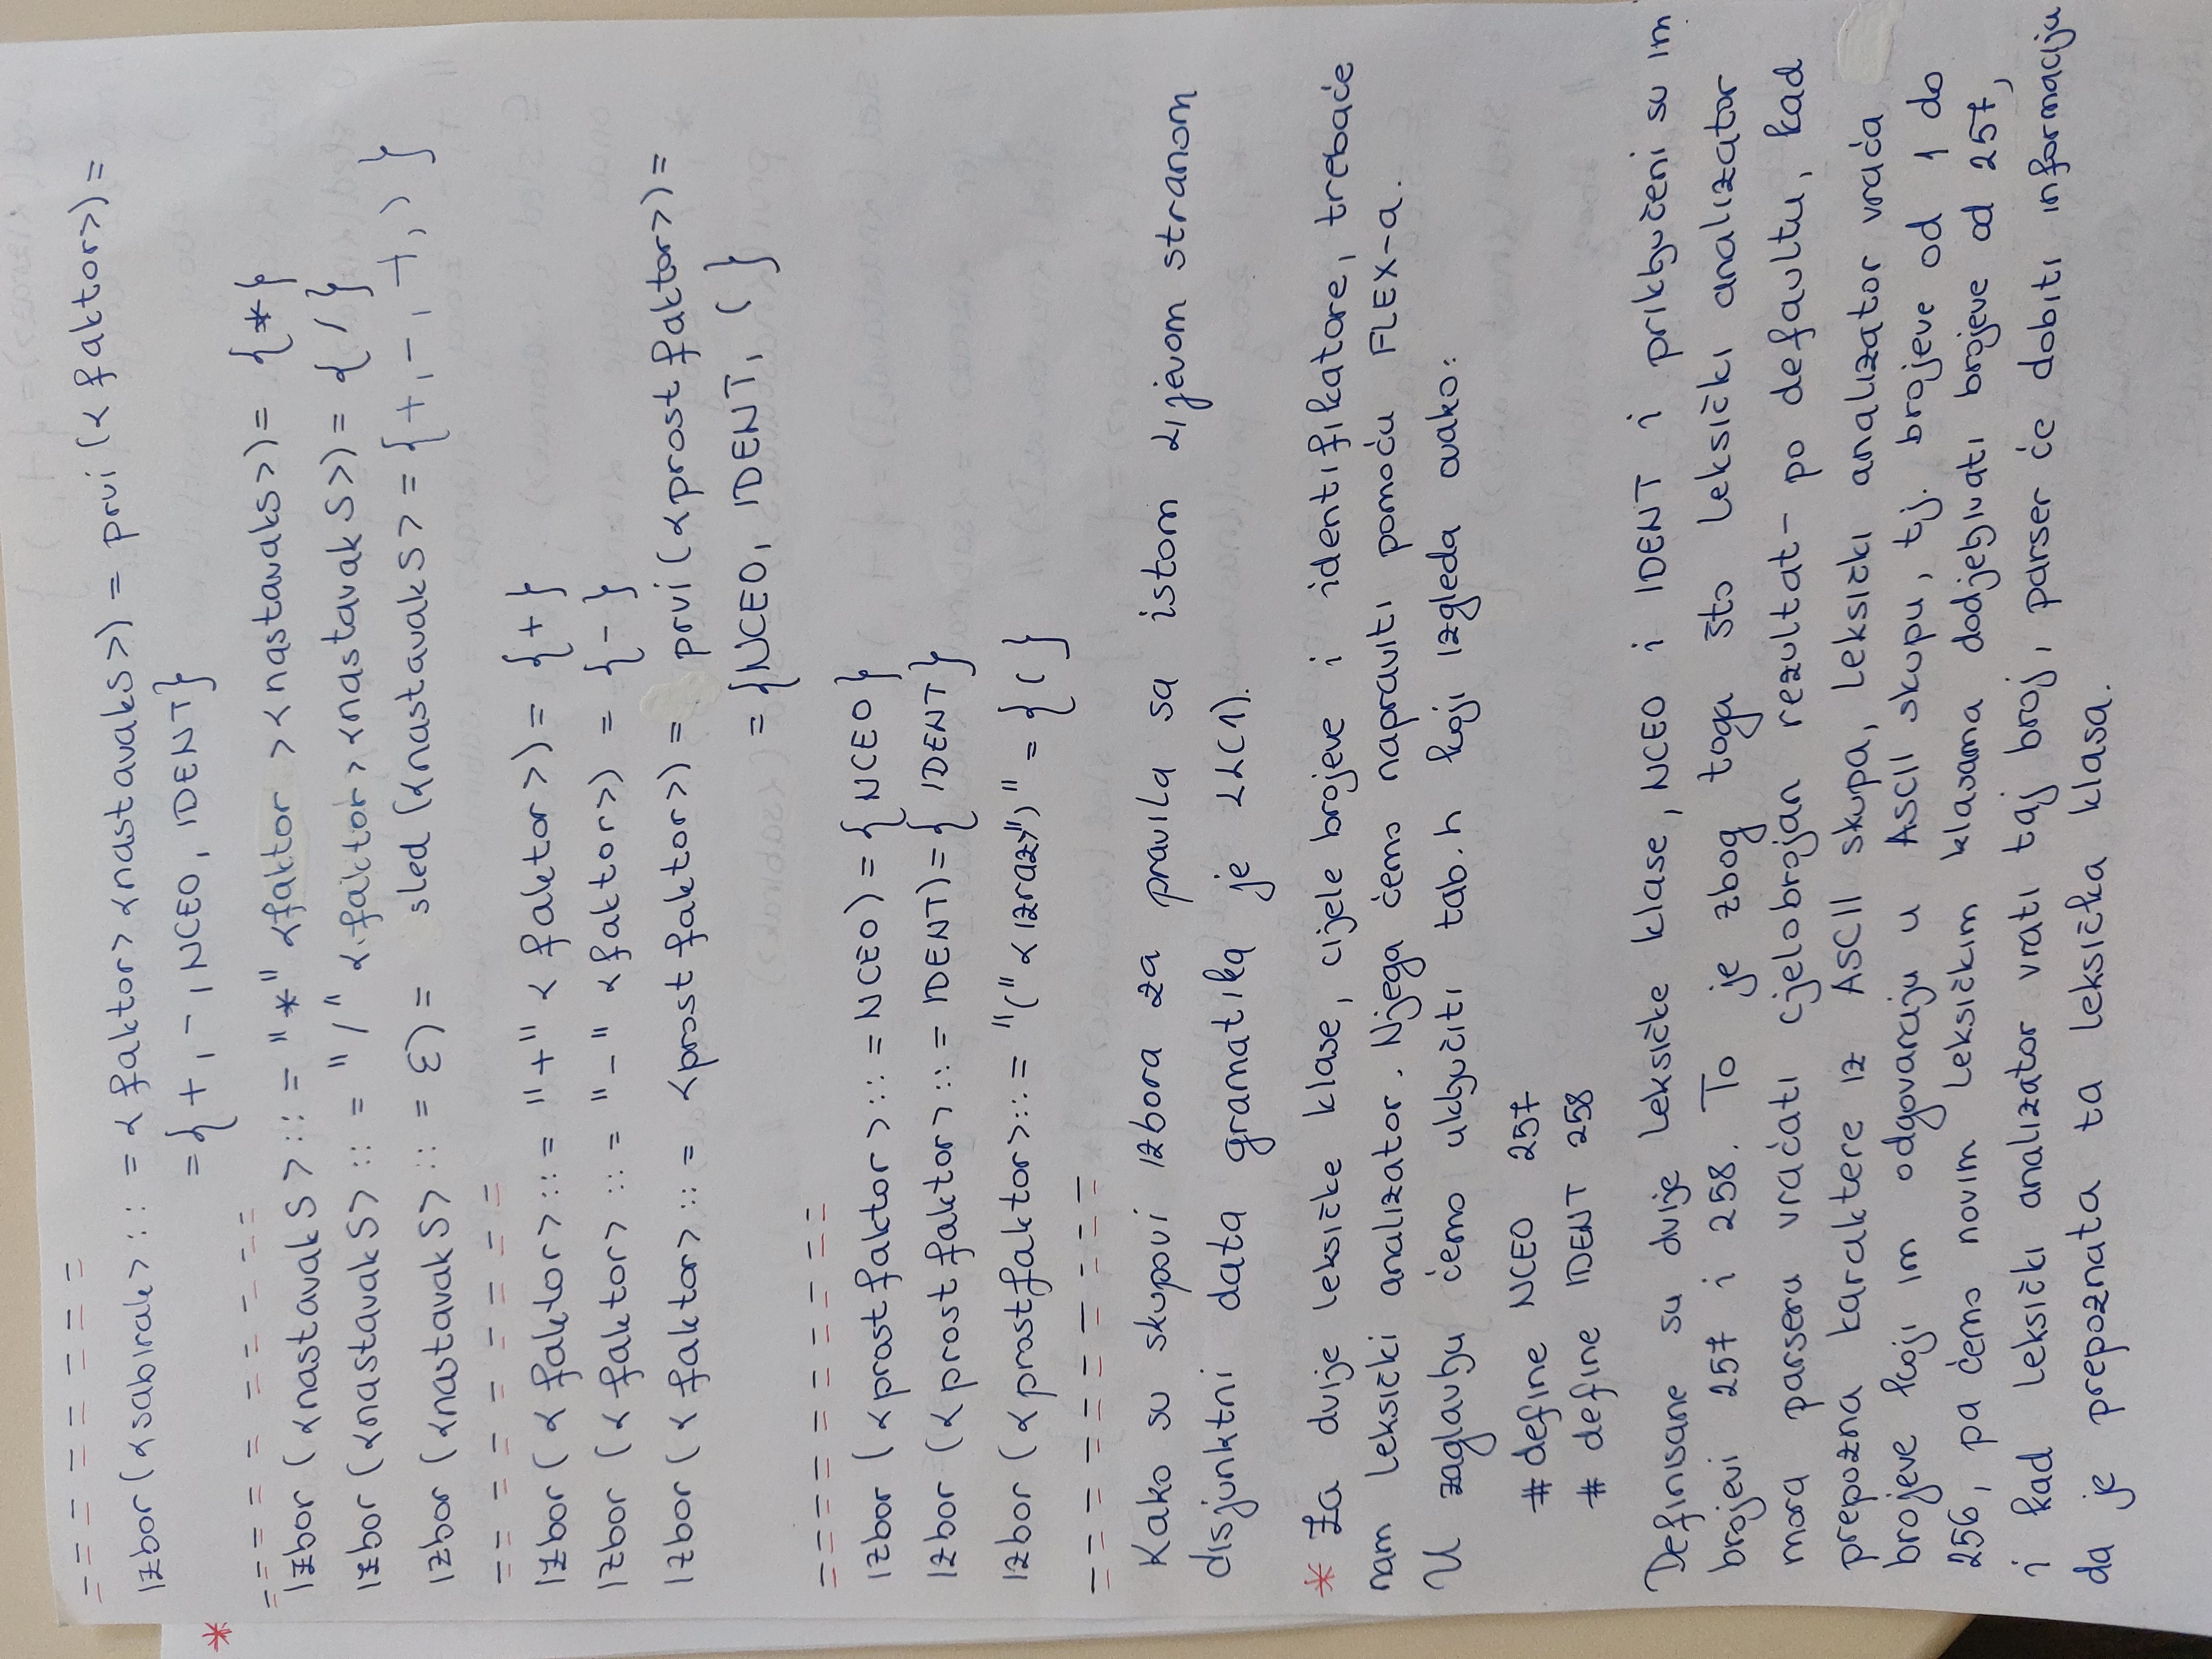 Izbor (<sabirak> ::= <faktor> <nastavakS>) = prvi (<faktor>) =
= {+, -, NCEO, IDENT}
*
Izbor (<nastavakS> ::= "*" <faktor> <nastavakS>) = {*}
Izbor (<nastavakS> ::= "/" <faktor> <nastavakS>) = {/}
Izbor (<nastavakS> ::= ε) = sled (<nastavakS> = {+, -, ⊣, ) }
Izbor (<faktor> ::= "+" <faktor>) = {+}
Izbor (<faktor> ::= "-" <faktor>) = {-}
Izbor (<faktor> ::= <prost faktor>) = prvi (<prost faktor>) =
= {NCEO, IDENT, ( }
Izbor (<prost faktor> ::= NCEO) = {NCEO}
Izbor (<prost faktor> ::= IDENT) = {IDENT}
Izbor (<prost faktor> ::= "(" <izraz> ")" = { ( }
Kako su skupovi izbora za pravila sa istom lijevom stranom
disjunktni data gramatika je LL(1).
* Za dvije leksičke klase, cijele brojeve i identifikatore, trebaće
nam leksički analizator. Njega ćemo napraviti pomoću FLEX-a.
U zaglavlju ćemo uključiti tab.h koji izgleda ovako:
# define NCEO 257
# define IDENT 258
Definisane su dvije leksičke klase, NCEO i IDENT i priključeni su im
brojevi 257 i 258. To je zbog toga što leksički analizator
mora parseru vraćati cjelobrojan rezultat - po defaultu, kad
prepozna karaktere iz ASCII skupa, leksički analizator vraća
brojeve koji im odgovaraju u ASCII skupu, tj. brojeve od 1 do
256, pa ćemo novim leksičkim klasama dodjeljivati brojeve od 257,
i kad leksički analizator vrati taj broj, parser će dobiti informaciju
da je prepoznata ta leksička klasa.